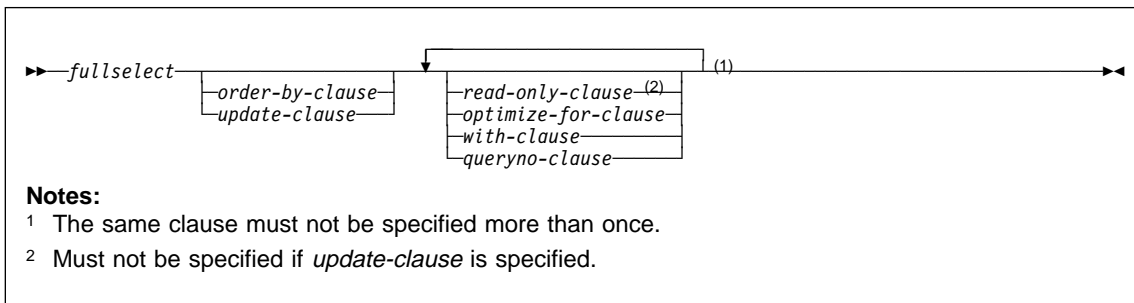 fullselect (1)
order-by-clause read-only-clause (2)
update-clause optimize-for-clause
with-clause
queryno-clause
Notes:
1 The same clause must not be specified more than once.
2 Must not be specified if update-clause is specified.